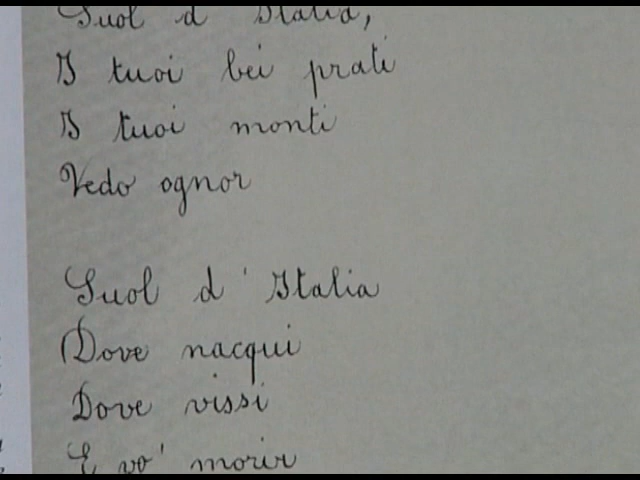 Suol d'Italia,
I tuoi bei prati
I tuoi monti
Vedo ognor
Suol d'Italia
Dove nacqui
Dove vissi
E vo' morir